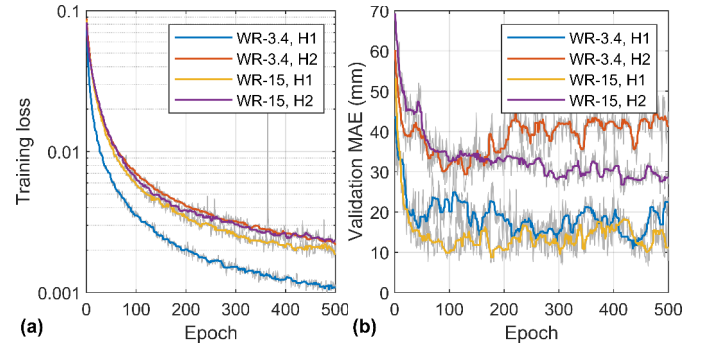 0.1
0.01
0.001
Training loss
0
100
200
300
400
500
Epoch
(a)
WR-3.4, H1
WR-3.4, H2
WR-15, H1
WR-15, H2
70
60
50
40
30
20
10
0
Validation MAE (mm)
0
100
200
300
400
500
Epoch
(b)
WR-3.4, H1
WR-3.4, H2
WR-15, H1
WR-15, H2